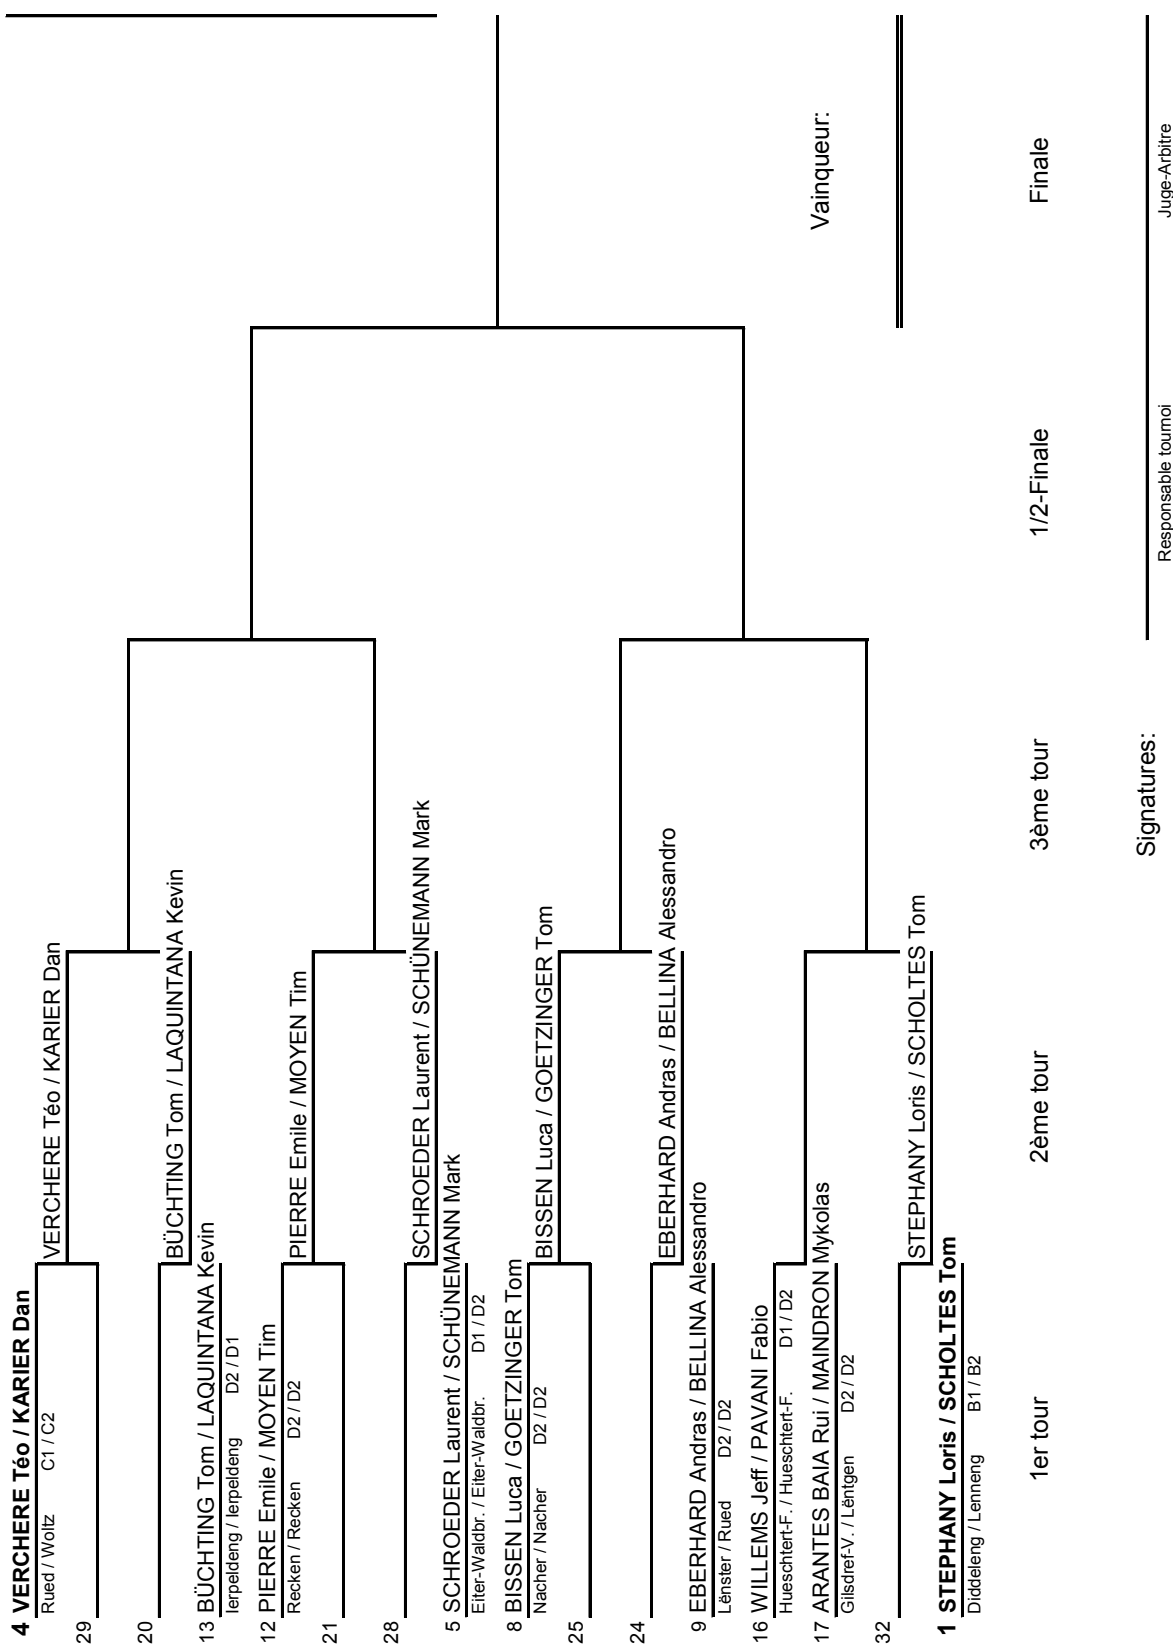 4 VERCHERE Téo / KARIER Dan
Rued / Woltz C1 / C2
VERCHERE Téo / KARIER Dan
29
20
BÜCHTING Tom / LAQUINTANA Kevin
13 BÜCHTING Tom / LAQUINTANA Kevin
Ierpeldeng / Ierpeldeng D2 / D1
12 PIERRE Emile / MOYEN Tim
Recken / Recken D2 / D2
PIERRE Emile / MOYEN Tim
21
28
SCHROEDER Laurent / SCHÜNEMANN Mark
5 SCHROEDER Laurent / SCHÜNEMANN Mark
Eiter-Waldbr. / Eiter-Waldbr. D1 / D2
8 BISSEN Luca / GOETZINGER Tom
Nacher / Nacher D2 / D2
BISSEN Luca / GOETZINGER Tom
25
24
EBERHARD Andras / BELLINA Alessandro
9 EBERHARD Andras / BELLINA Alessandro
Lënster / Rued D2 / D2
16 WILLEMS Jeff / PAVANI Fabio
Hueschtert-F. / Hueschtert-F. D1 / D2
17 ARANTES BAIA Rui / MAINDRON Mykolas
Gilsdref-V. / Lëntgen D2 / D2
32
STEPHANY Loris / SCHOLTES Tom
1 STEPHANY Loris / SCHOLTES Tom
Diddeleng / Lenneng B1 / B2
Vainqueur:
1er tour 2ème tour 3ème tour 1/2-Finale Finale
Signatures:
Responsable tournoi Juge-Arbitre